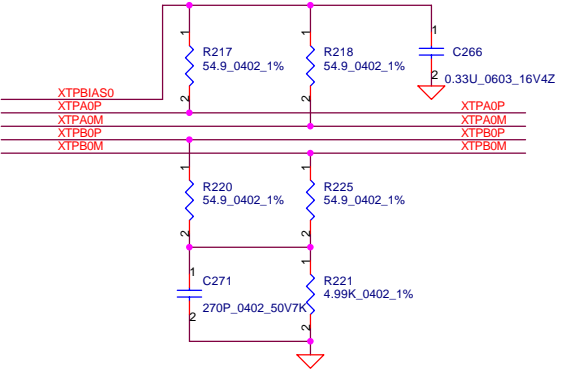 1
1
1
R217
54.9_0402_1%
R218
54.9_0402_1%
C266
2
0.33U_0603_16V4Z
2
2
XTPBIAS0
XTPA0P
XTPA0P
XTPA0M
XTPA0M
XTPB0P
XTPB0P
XTPB0M
XTPB0M
1
1
R220
54.9_0402_1%
R225
54.9_0402_1%
2
2
1
C271
1
R221
4.99K_0402_1%
270P_0402_50V7K
2
2